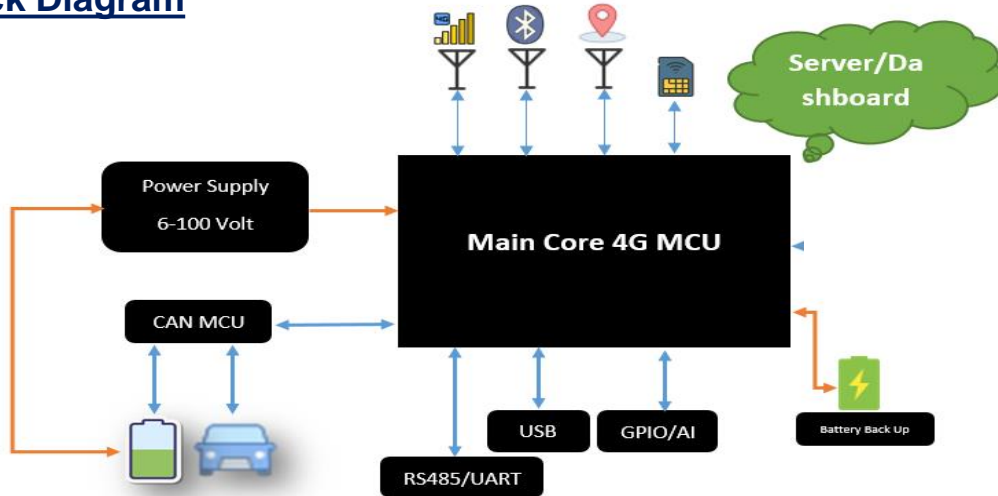 ck Diagram
4G
Server/Da
shboard
Power Supply
6-100 Volt
Main Core 4G MCU
CAN MCU
USB
GPIO/AI
Battery Back Up
RS485/UART